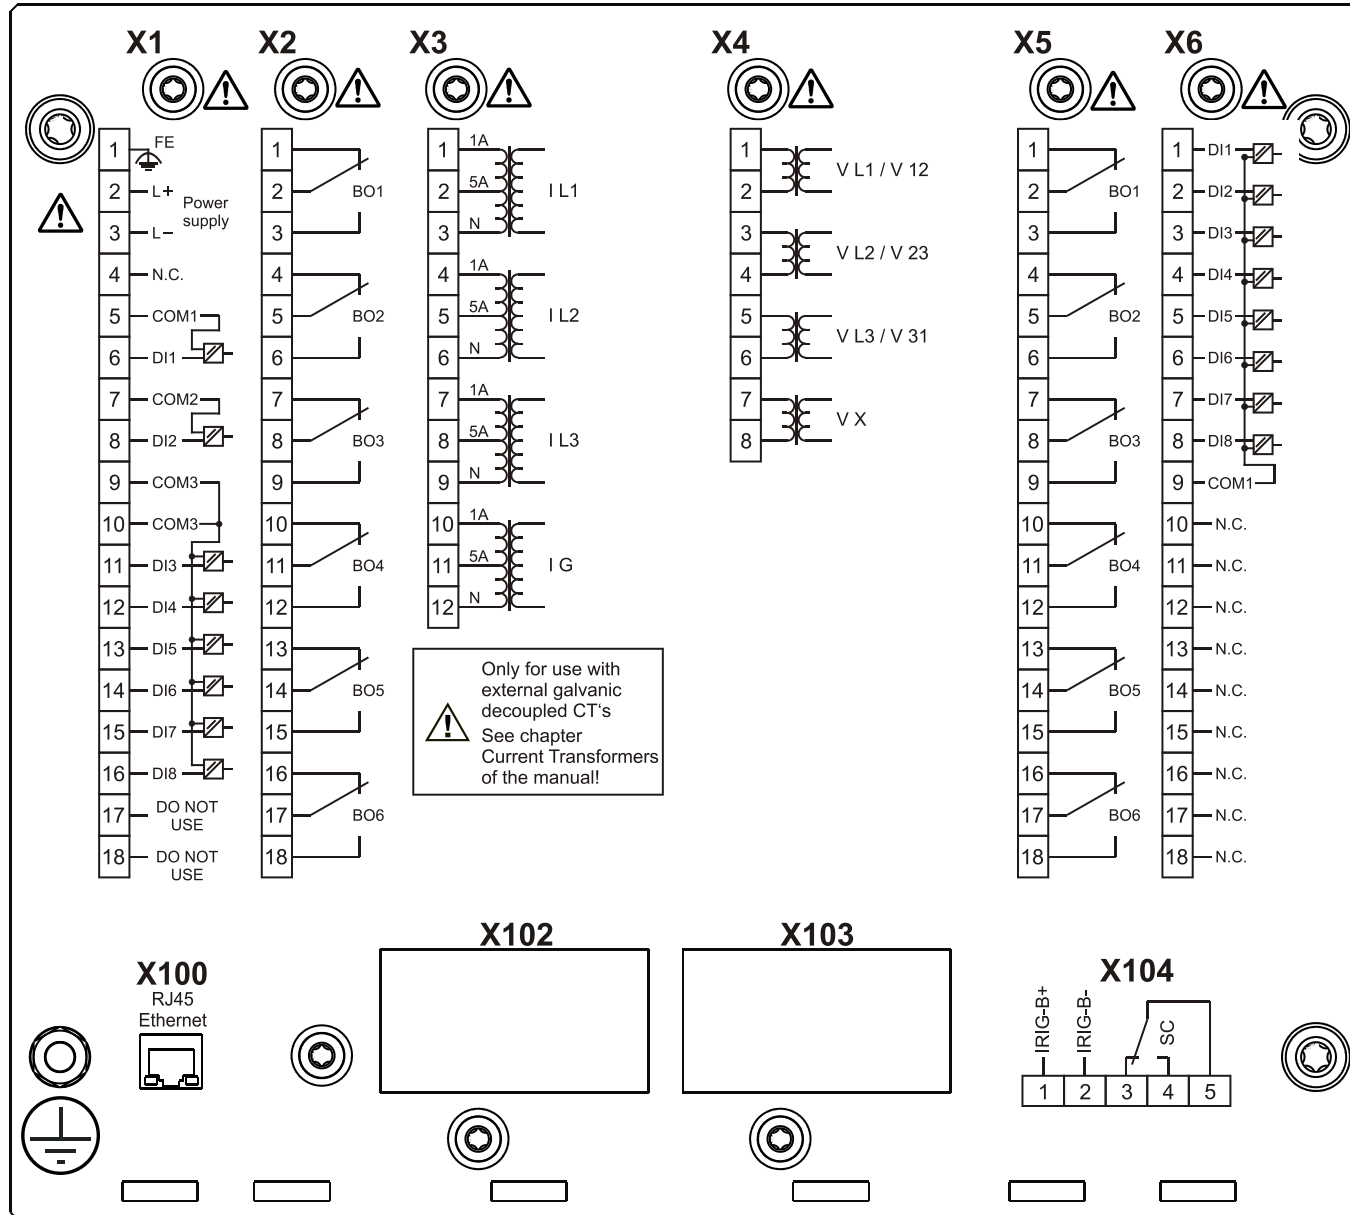 X1
X2
X3
X4
X5
X6
1 FE
2 L+
Power
supply
3 L−
4 N.C.
5 COM1
6 DI1
7 COM2
8 DI2
9 COM3
10 COM3
11 DI3
12 DI4
13 DI5
14 DI6
15 DI7
16 DI8
17 DO NOT
USE
18 DO NOT
USE
1
2 BO1
3
4
5 BO2
6
7
8 BO3
9
10
11 BO4
12
13
14 BO5
15
16
17 BO6
18
1 1A
2 5A I L1
3 N
4 1A
5 5A I L2
6 N
7 1A
8 5A I L3
9 N
10 1A
11 5A I G
12 N
Only for use with
external galvanic
decoupled CT's
See chapter
Current Transformers
of the manual!
1
V L1 / V 12
2
3
V L2 / V 23
4
5
V L3 / V 31
6
7
V X
8
1
2 BO1
3
4
5 BO2
6
7
8 BO3
9
10
11 BO4
12
13
14 BO5
15
16
17 BO6
18
1 DI1
2 DI2
3 DI3
4 DI4
5 DI5
6 DI6
7 DI7
8 DI8
9 COM1
10 N.C.
11 N.C.
12 N.C.
13 N.C.
14 N.C.
15 N.C.
16 N.C.
17 N.C.
18 N.C.
X100
RJ45
Ethernet
X102
X103
X104
IRIG-B+
IRIG-B-
SC
1 2 3 4 5